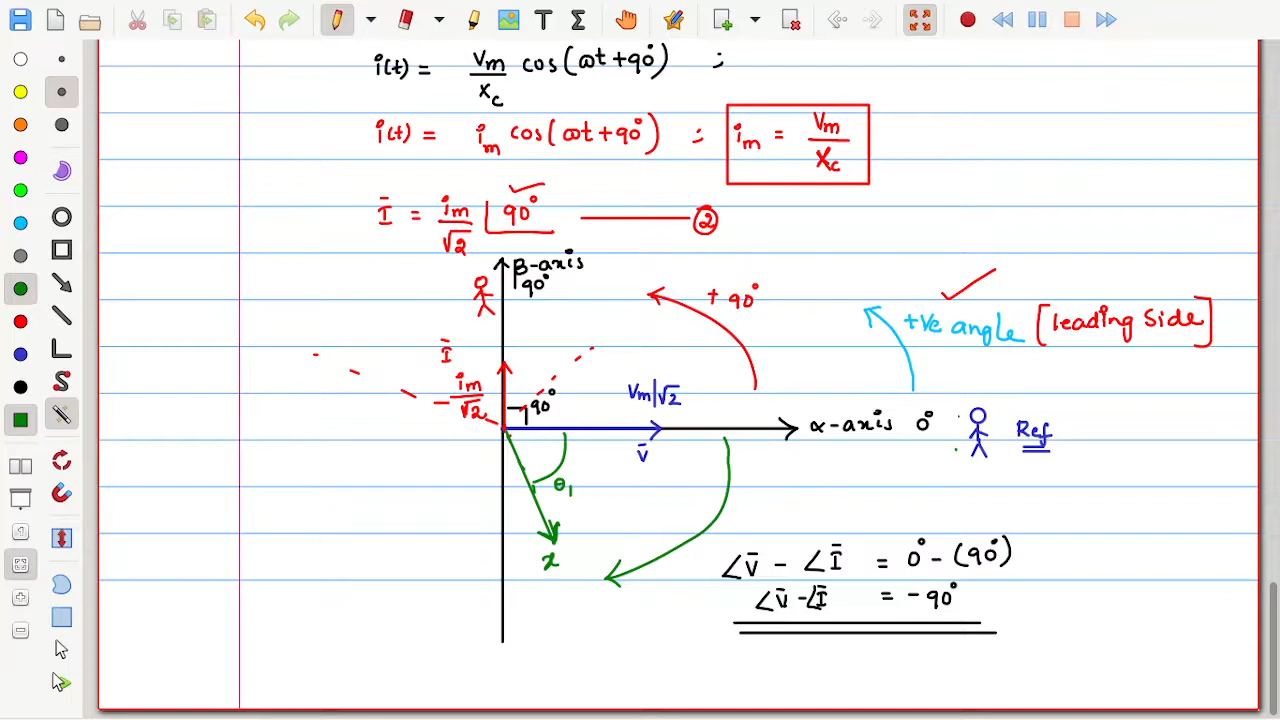 i(t) = Vm/Xc cos(ωt+90°) ;
i(t) = im cos(ωt+90°) ; im = Vm/Xc
Ī = im/√2 ∠90° ——— ②
β-axis
90°
+90°
+ve angle [leading side]
Ī
im/√2
90°
Vm/√2
α-axis 0°
Ref
V̄
θ1
x
∠V̄ - ∠Ī = 0° - (90°)
∠V̄ - ∠Ī = -90°